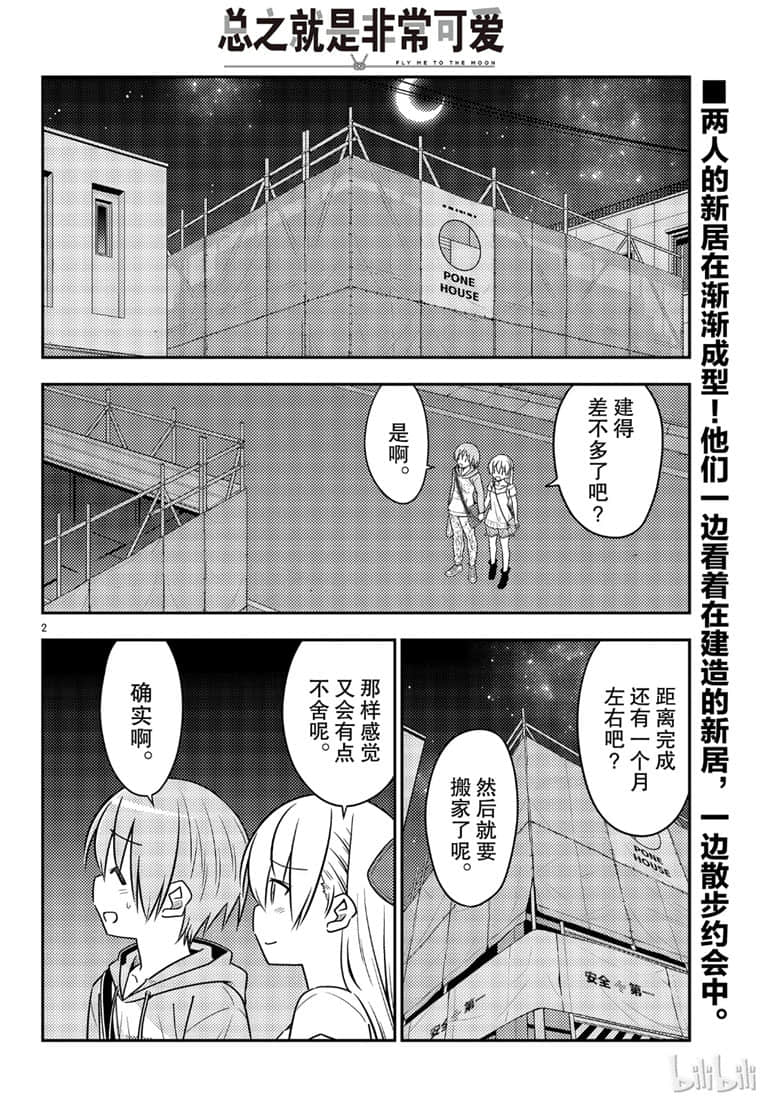 总之就是非常可爱
FLY ME TO THE MOON
■两人的新居在渐渐成型！他们一边看着在建造的新居，一边散步约会中。
PONE
HOUSE
建得
差不多了吧？
是啊。
2
距离完成
还有一个月
左右吧？
然后就要
搬家了呢。
PONE
HOUSE
安全+第一
安全+第一
那样感觉
又会有点
不舍呢。
确实啊。
bilibili